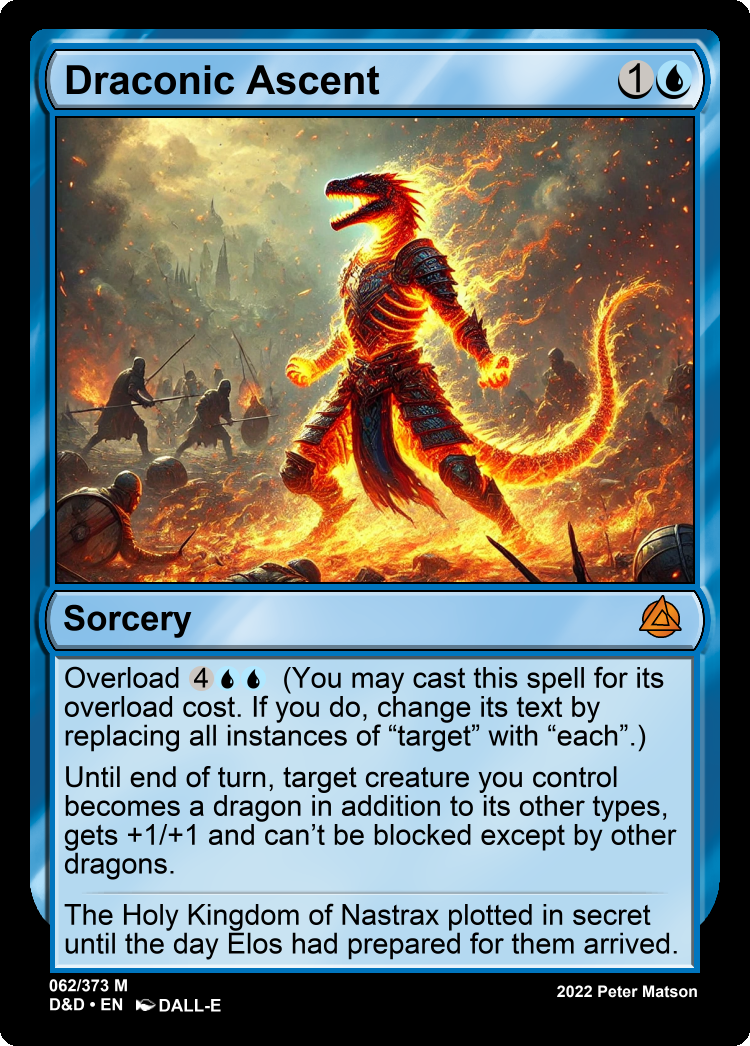 Draconic Ascent 1
Sorcery
Overload 4 (You may cast this spell for its
overload cost. If you do, change its text by
replacing all instances of “target” with “each”.)
Until end of turn, target creature you control
becomes a dragon in addition to its other types,
gets +1/+1 and can’t be blocked except by other
dragons.
The Holy Kingdom of Nastrax plotted in secret
until the day Elos had prepared for them arrived.
062/373 M
D&D • EN DALL-E
2022 Peter Matson